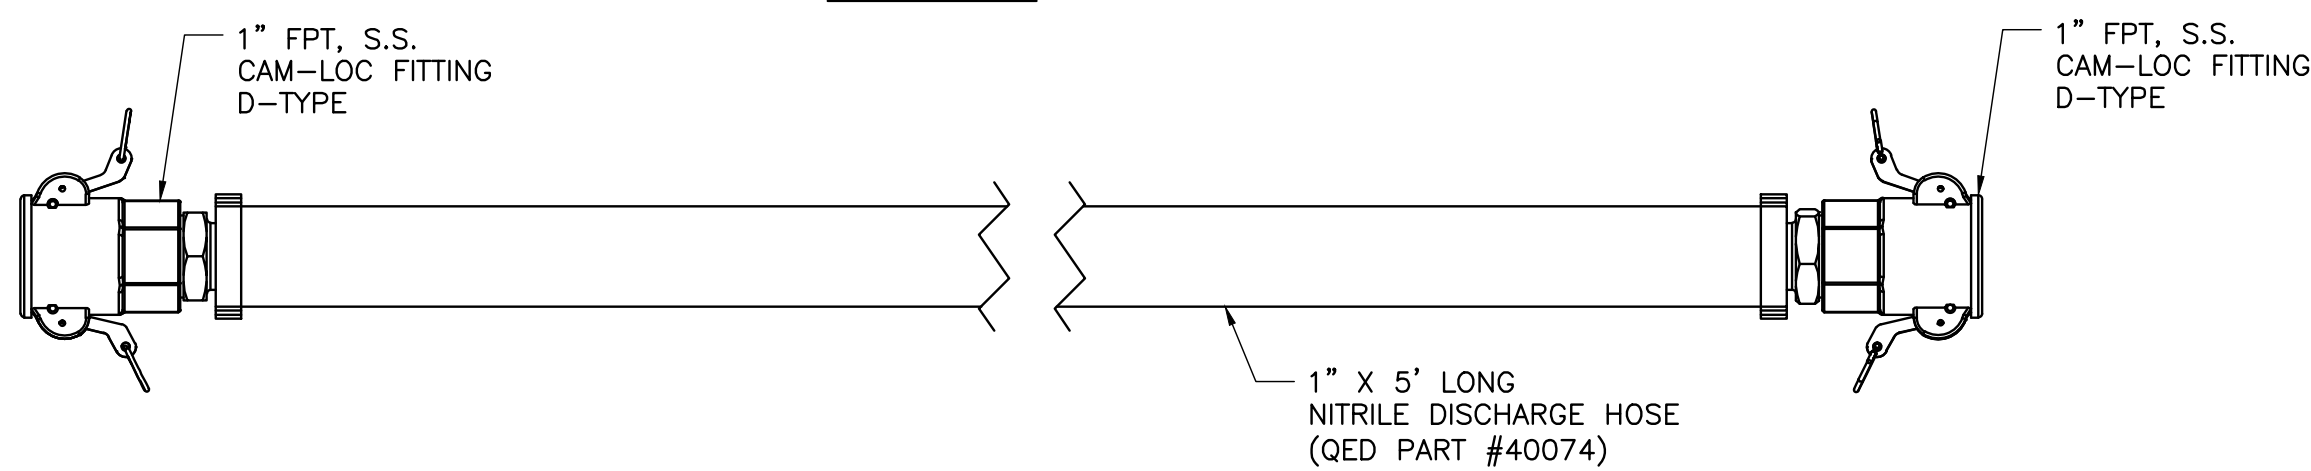 1” FPT, S.S.
CAM–LOC FITTING
D–TYPE
1” FPT, S.S.
CAM–LOC FITTING
D–TYPE
1” X 5’ LONG
NITRILE DISCHARGE HOSE
(QED PART #40074)